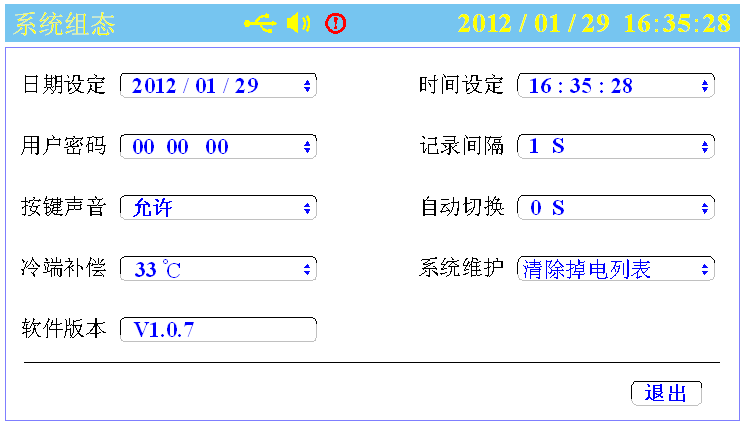 系统组态 2012 / 01 / 29 16:35:28
日期设定 2012 / 01 / 29 时间设定 16 : 35 : 28
用户密码 00 00 00 记录间隔 1 S
按键声音 允许 自动切换 0 S
冷端补偿 33 ℃ 系统维护 清除掉电列表
软件版本 V1.0.7
退出